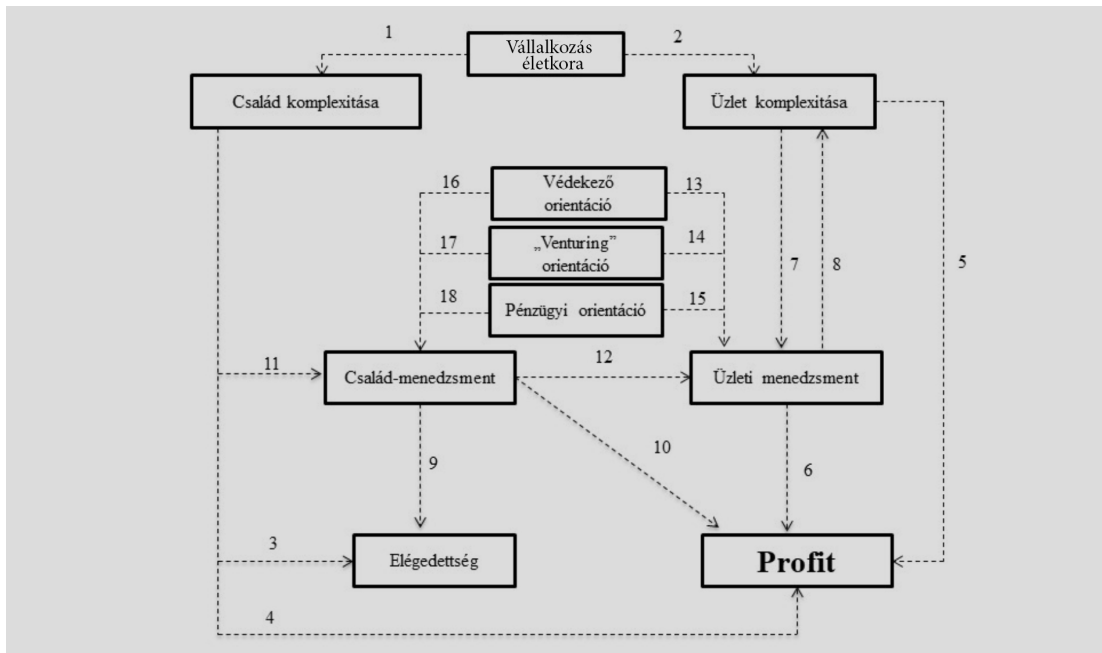 1
Vállalkozás
életkora
2
Család komplexitása
Üzlet komplexitása
16
Védekező
orientáció
13
17
„Venturing”
orientáció
14
7
8
5
18
Pénzügyi orientáció
15
11
Család-menedzsment
12
Üzleti menedzsment
9
10
6
3
Elégedettség
Profit
4